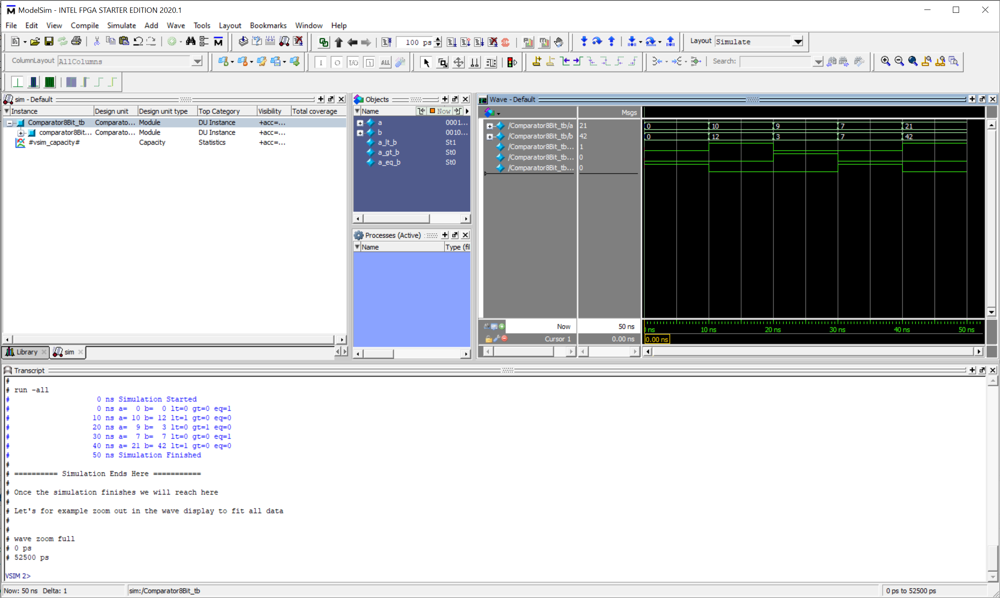 ModelSim - INTEL FPGA STARTER EDITION 2020.1
File Edit View Compile Simulate Add Wave Tools Layout Bookmarks Window Help
100 ps
Layout Simulate
ColumnLayout AllColumns
Search:
sim - Default
Instance Design unit Design unit type Top Category Visibility Total coverage
Comparator8Bit_tb Comparato... Module DU Instance +acc=...
comparator8Bit... Comparato... Module DU Instance +acc=...
#vsim_capacity# Capacity Statistics +acc=...
Library sim
Objects
Name Now
a 0001...
b 0010...
a_lt_b St1
a_gt_b St0
a_eq_b St0
Processes (Active)
Name Type (fil
Wave - Default
Msgs
/Comparator8Bit_tb/a 21 0 10 9 7 21
/Comparator8Bit_tb/b 42 0 12 3 7 42
/Comparator8Bit_tb... 1
/Comparator8Bit_tb... 0
/Comparator8Bit_tb... 0
Now 50 ns 0 ns 10 ns 20 ns 30 ns 40 ns 50 ns
Cursor 1 0.00 ns 0.00 ns
Transcript
#
# run -all
# 0 ns Simulation Started
# 0 ns a= 0 b= 0 lt=0 gt=0 eq=1
# 10 ns a= 10 b= 12 lt=1 gt=0 eq=0
# 20 ns a= 9 b= 3 lt=0 gt=1 eq=0
# 30 ns a= 7 b= 7 lt=0 gt=0 eq=1
# 40 ns a= 21 b= 42 lt=1 gt=0 eq=0
# 50 ns Simulation Finished
#
# ========== Simulation Ends Here ===========
#
# Once the simulation finishes we will reach here
#
# Let's for example zoom out in the wave display to fit all data
#
#
# wave zoom full
# 0 ps
# 52500 ps
VSIM 2>
Now: 50 ns Delta: 1 sim:/Comparator8Bit_tb 0 ps to 52500 ps